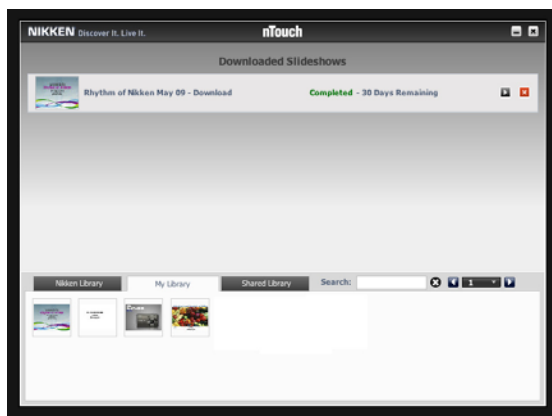 NIKKEN Discover It. Live It.
nTouch
Downloaded Slideshows
Rhythm of Nikken May 09 - Download
Completed - 30 Days Remaining
Nikken Library
My Library
Shared Library
Search:
1